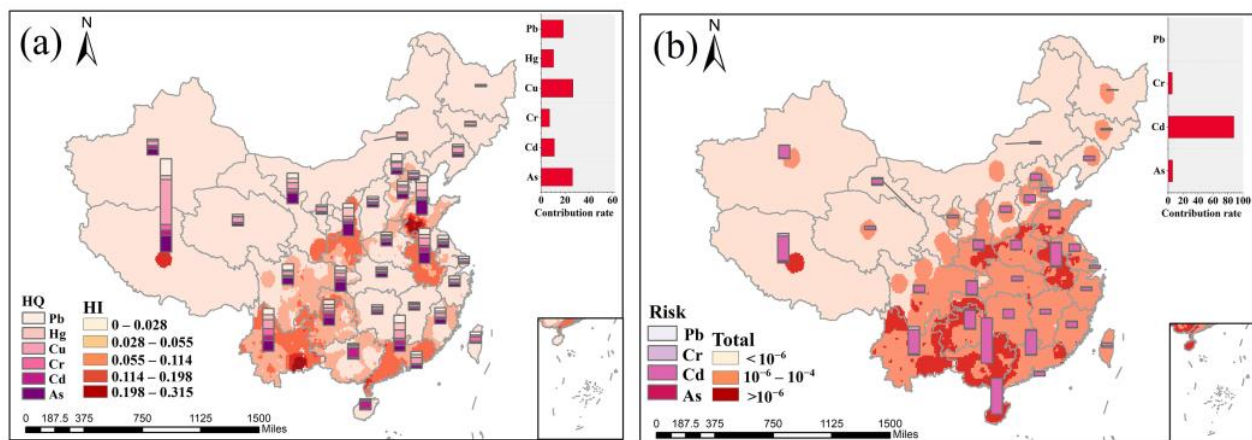 (a)
N
Pb
Hg
Cu
Cr
Cd
As
0 20 40 60
Contribution rate
HQ
Pb
Hg
Cu
Cr
Cd
As
HI
0 – 0.028
0.028 – 0.055
0.055 – 0.114
0.114 – 0.198
0.198 – 0.315
0 187.5 375 750 1125 1500
Miles
(b)
N
Pb
Cr
Cd
As
0 20 40 60 80 100
Contribution rate
Risk
Pb
Cr
Cd
As
Total
<10⁻⁶
10⁻⁶ – 10⁻⁴
>10⁻⁶
0 187.5 375 750 1125 1500
Miles